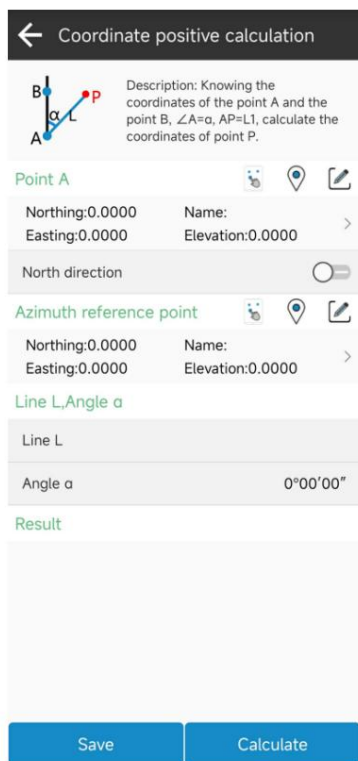 Coordinate positive calculation
B
P
α
L
A
Description: Knowing the
coordinates of the point A and the
point B, ∠A=α, AP=L1, calculate the
coordinates of point P.
Point A
Northing:0.0000 Name:
Easting:0.0000 Elevation:0.0000
North direction
Azimuth reference point
Northing:0.0000 Name:
Easting:0.0000 Elevation:0.0000
Line L,Angle α
Line L
Angle α 0°00′00″
Result
Save Calculate